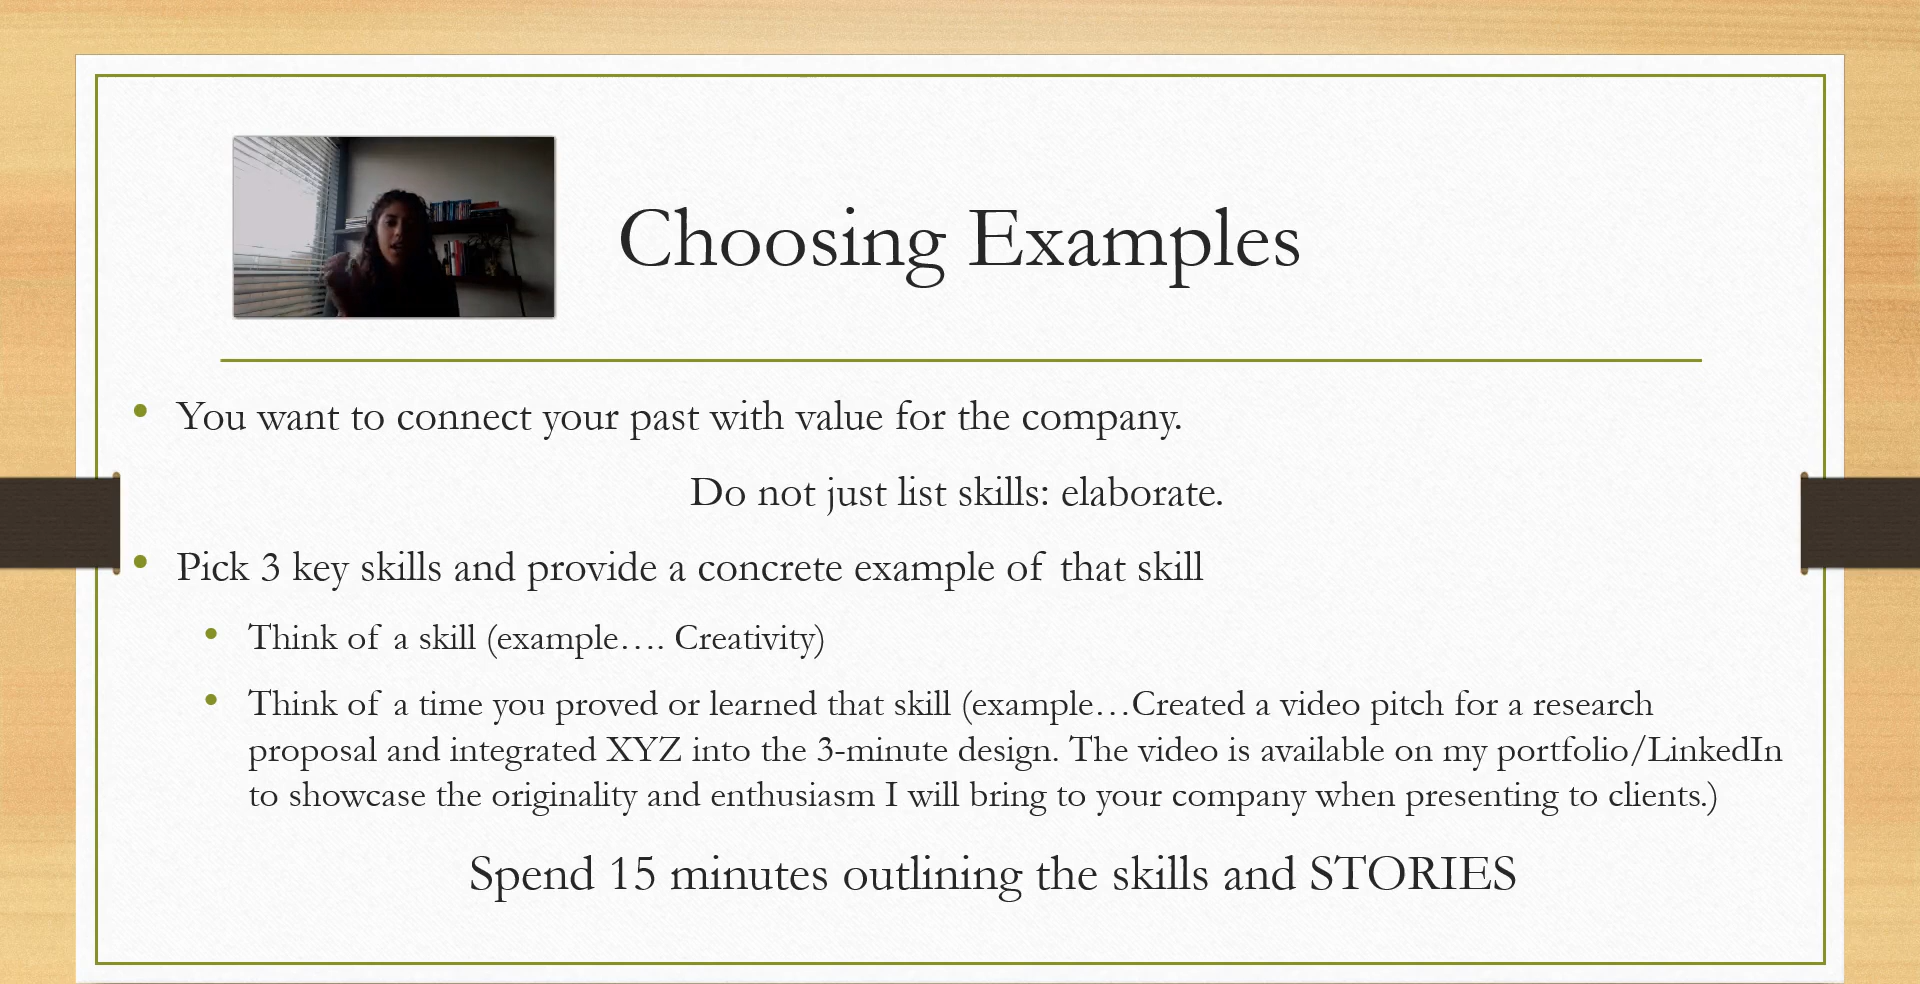 Choosing Examples
You want to connect your past with value for the company.
Do not just list skills: elaborate.
Pick 3 key skills and provide a concrete example of that skill
Think of a skill (example…. Creativity)
Think of a time you proved or learned that skill (example…Created a video pitch for a research
proposal and integrated XYZ into the 3-minute design. The video is available on my portfolio/LinkedIn
to showcase the originality and enthusiasm I will bring to your company when presenting to clients.)
Spend 15 minutes outlining the skills and STORIES